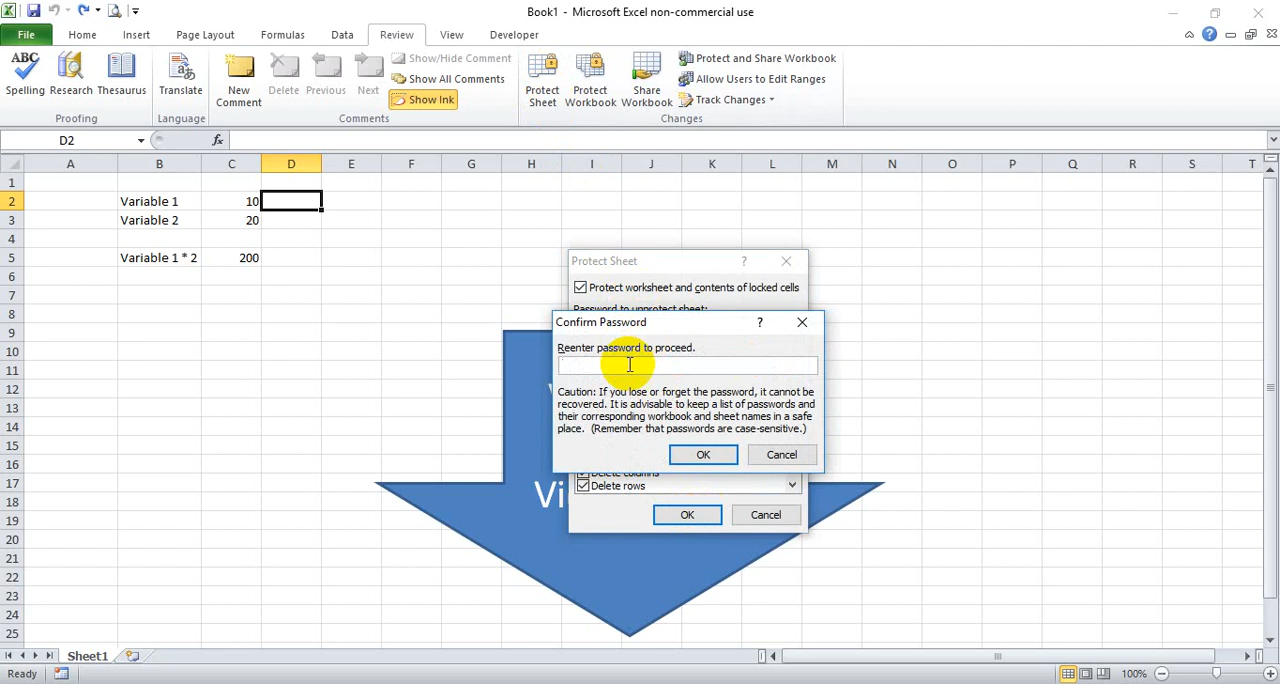 Book1 - Microsoft Excel non-commercial use
File Home Insert Page Layout Formulas Data Review View Developer
ABC
Spelling Research Thesaurus
Proofing
Translate
Language
New Comment
Delete Previous Next
Show/Hide Comment
Show All Comments
Show Ink
Comments
Protect Sheet
Protect Workbook
Share Workbook
Protect and Share Workbook
Allow Users to Edit Ranges
Track Changes
Changes
D2
fx
A B C D E F G H I J K L M N O P Q R S T
1
2 Variable 1 10
3 Variable 2 20
4
5 Variable 1 * 2 200
6
7
8
9
10
11
12
13
14
15
16
17
18
19
20
21
22
23
24
25
Protect Sheet ?
Protect worksheet and contents of locked cells
Password to unprotect sheet:
Confirm Password ?
Reenter password to proceed.
Caution: If you lose or forget the password, it cannot be
recovered. It is advisable to keep a list of passwords and
their corresponding workbook and sheet names in a safe
place. (Remember that passwords are case-sensitive.)
OK Cancel
Delete columns
Delete rows
OK Cancel
Sheet1
Ready
100%